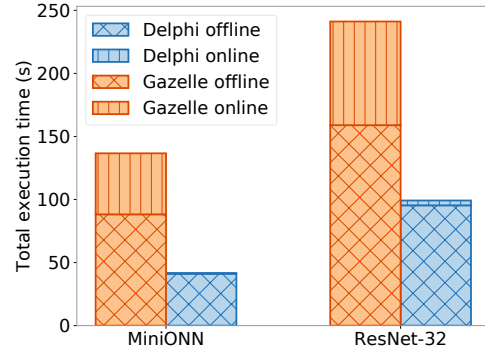 Total execution time (s)
250
200
150
100
50
0
Delphi offline
Delphi online
Gazelle offline
Gazelle online
MiniONN
ResNet-32